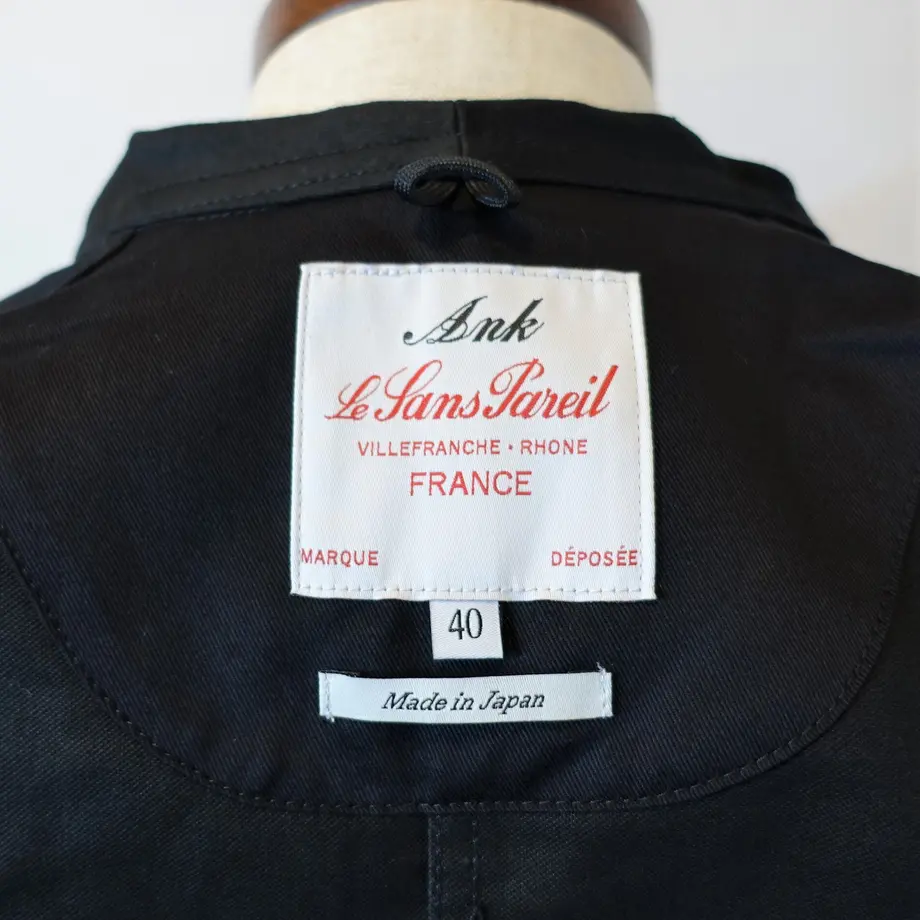 Ank
Le Sans Pareil
VILLEFRANCHE · RHONE
FRANCE
MARQUE DÉPOSÉE
40
Made in Japan